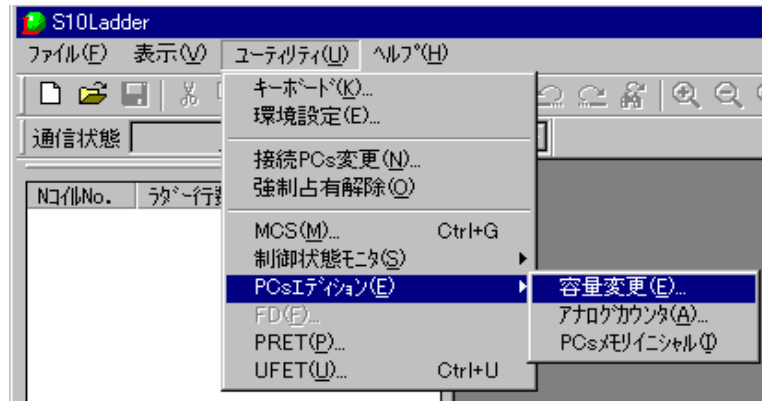 S10Ladder
ﾌｧｲﾙ(F) 表示(V) ﾕｰﾃｨﾘﾃｨ(U) ﾍﾙﾌﾟ(H)
ｷｰﾎﾞｰﾄﾞ(K)...
環境設定(E)...
通信状態
接続PCs変更(N)...
強制占有解除(O)
NｺｲﾙNo. ﾗﾀﾞｰ行数
MCS(M)... Ctrl+G
制御状態ﾓﾆﾀ(S)
PCsｴﾃﾞｨｼｮﾝ(E) 容量変更(E)...
FD(F)... ｱﾅﾛｸﾞｶｳﾝﾀ(A)...
PRET(P)... PCsﾒﾓﾘｲﾆｼｬﾙ(I)
UFET(U)... Ctrl+U